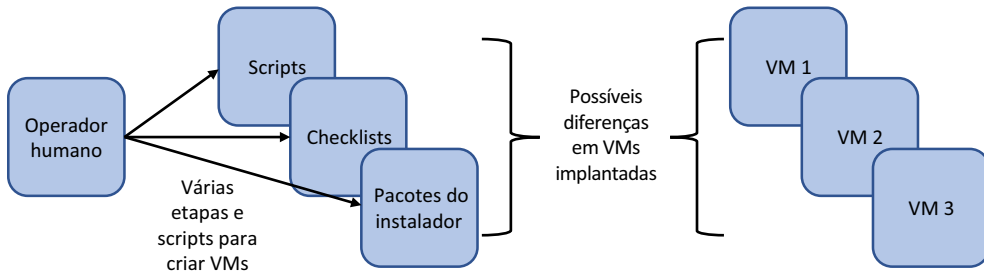 Operador
humano
Scripts
Checklists
Pacotes do
instalador
Várias
etapas e
scripts para
criar VMs
Possíveis
diferenças
em VMs
implantadas
VM 1
VM 2
VM 3